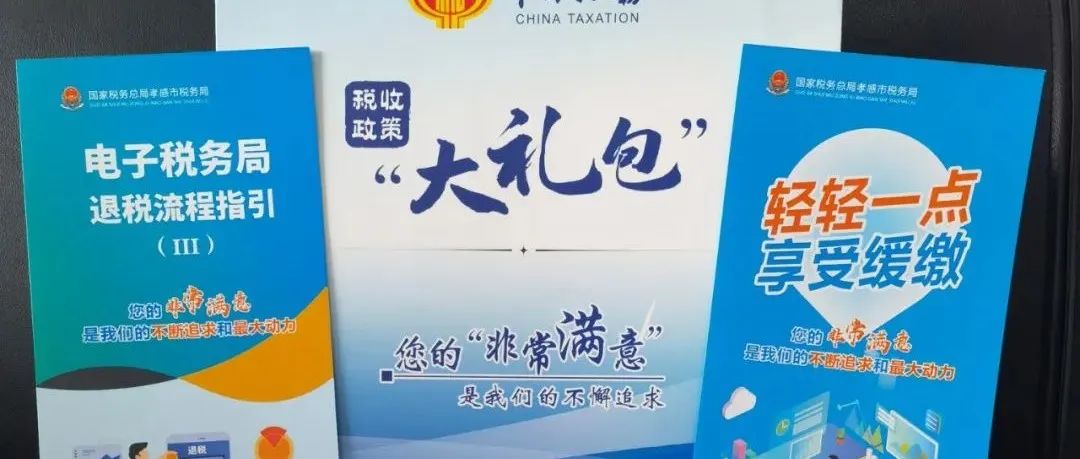 国家税务总局孝感市税务局
电子税务局
退税流程指引
（III）
您的非常满意
是我们的不断追求和最大动力
退税
CHINA TAXATION
税收
政策
“大礼包”
您的“非常满意”
是我们的不懈追求
国家税务总局孝感市税务局
轻轻一点
享受缓缴
您的非常满意
是我们的不断追求和最大动力